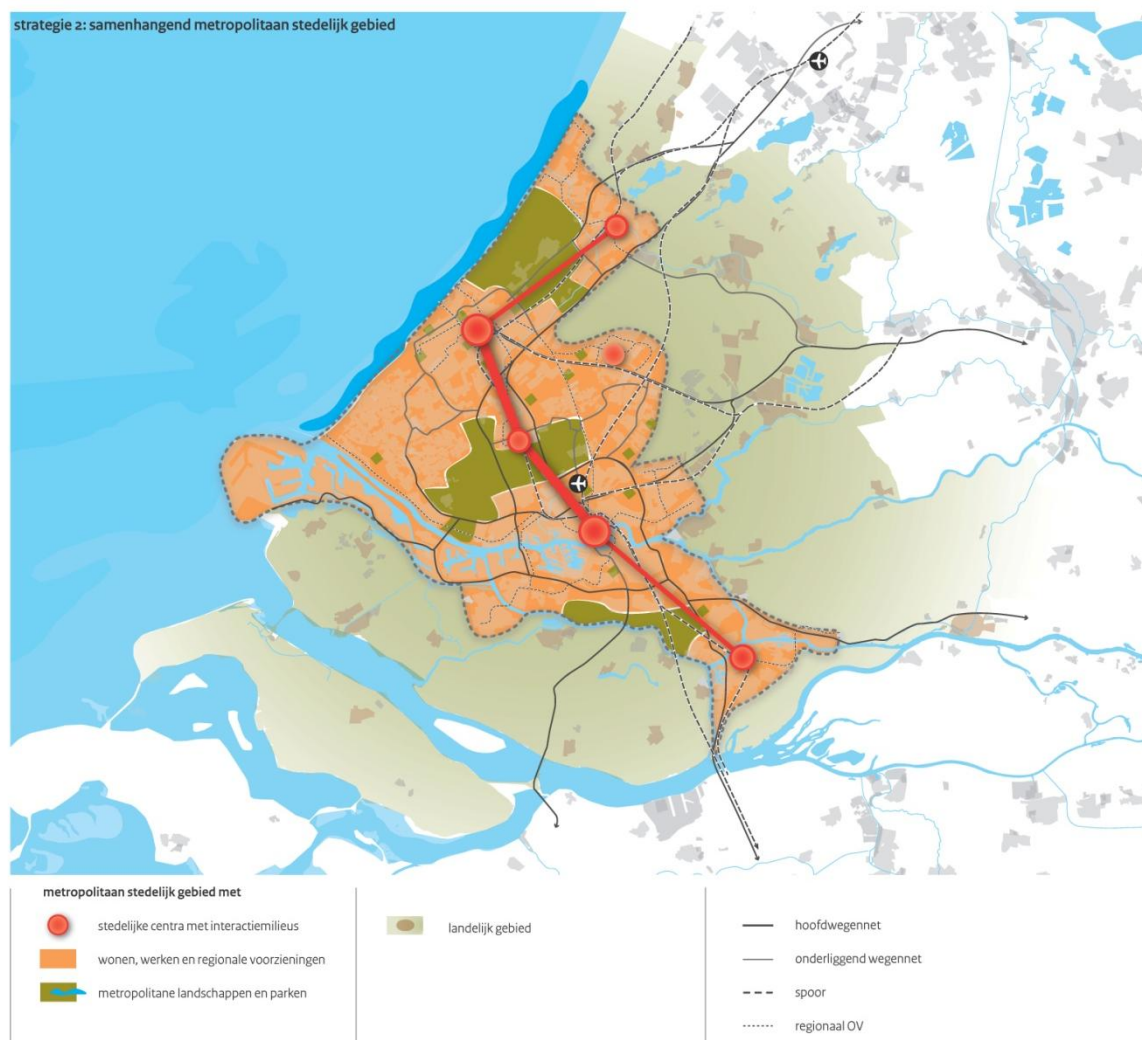 strategie 2: samenhangend metropolitaan stedelijk gebied
metropolitaan stedelijk gebied met
stedelijke centra met interactiemilieus
wonen, werken en regionale voorzieningen
metropolitane landschappen en parken
landelijk gebied
hoofdwegennet
onderliggend wegennet
spoor
regionaal OV